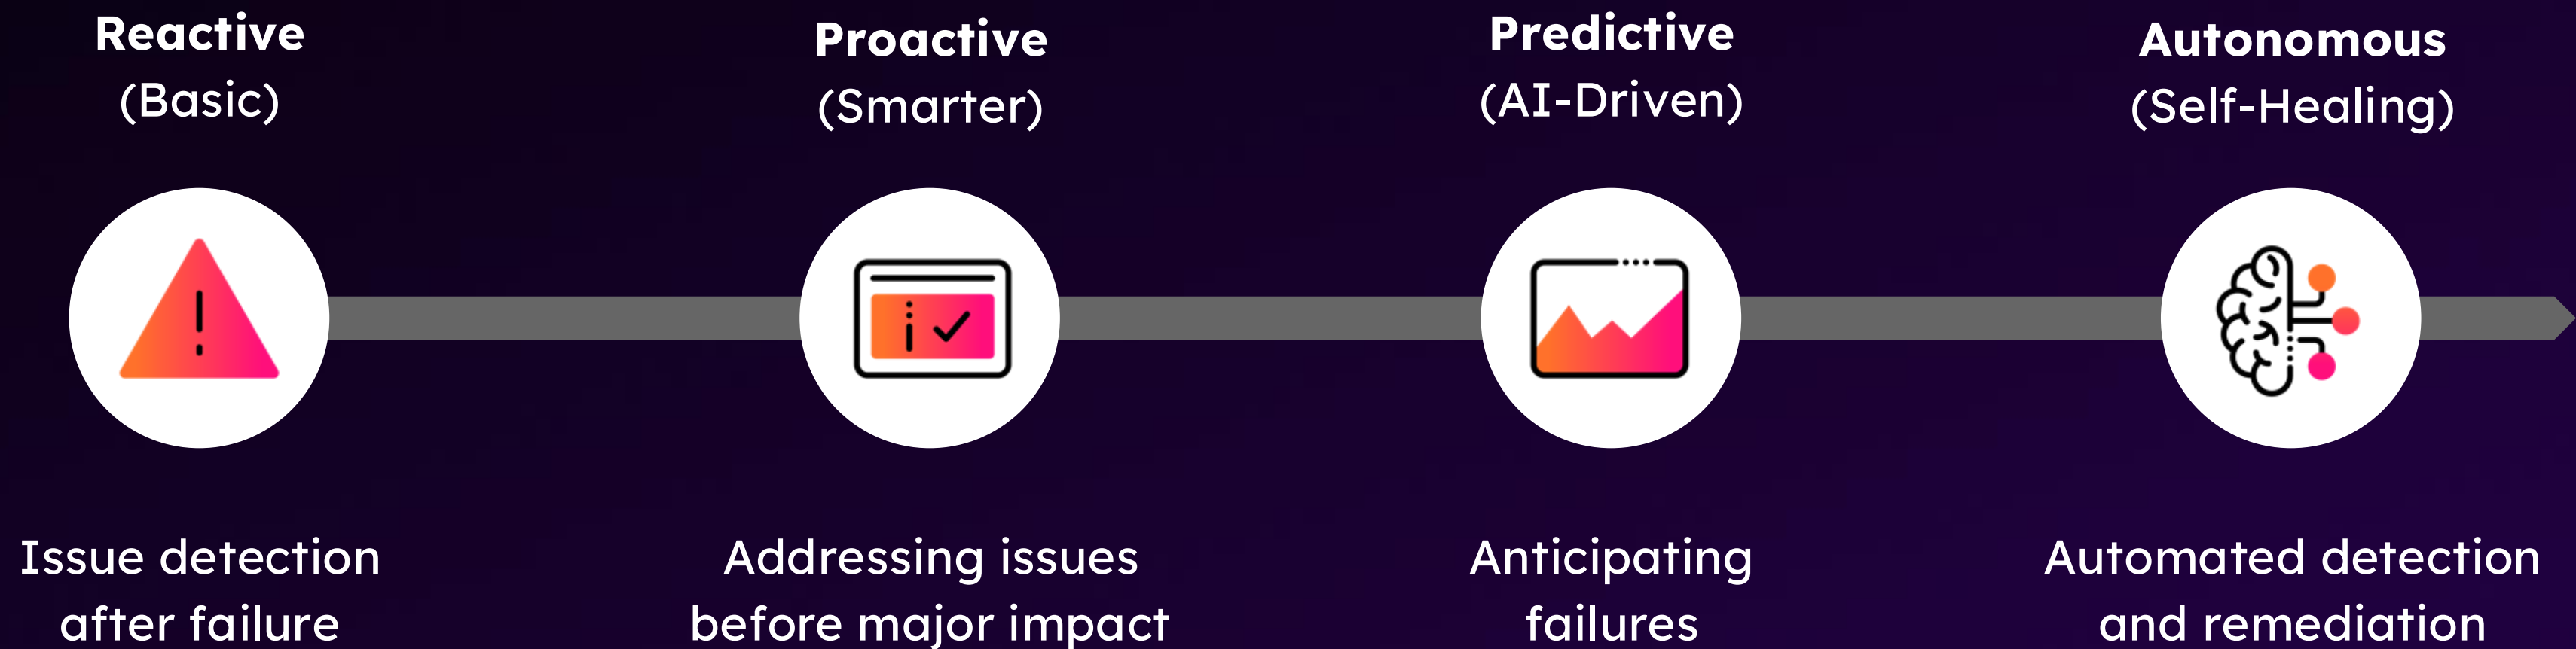 Reactive
(Basic)
Issue detection
after failure
Proactive
(Smarter)
Addressing issues
before major impact
Predictive
(AI-Driven)
Anticipating
failures
Autonomous
(Self-Healing)
Automated detection
and remediation